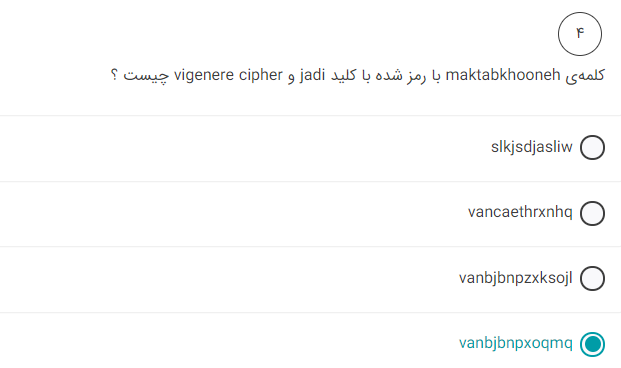 ۴
کلمه‌ی maktabkhooneh با رمز شده با کلید jadi و vigenere cipher چیست ؟
slkjsdjasliw
vancaethrxnhq
vanbjbnpzxksojl
vanbjbnpxoqmq